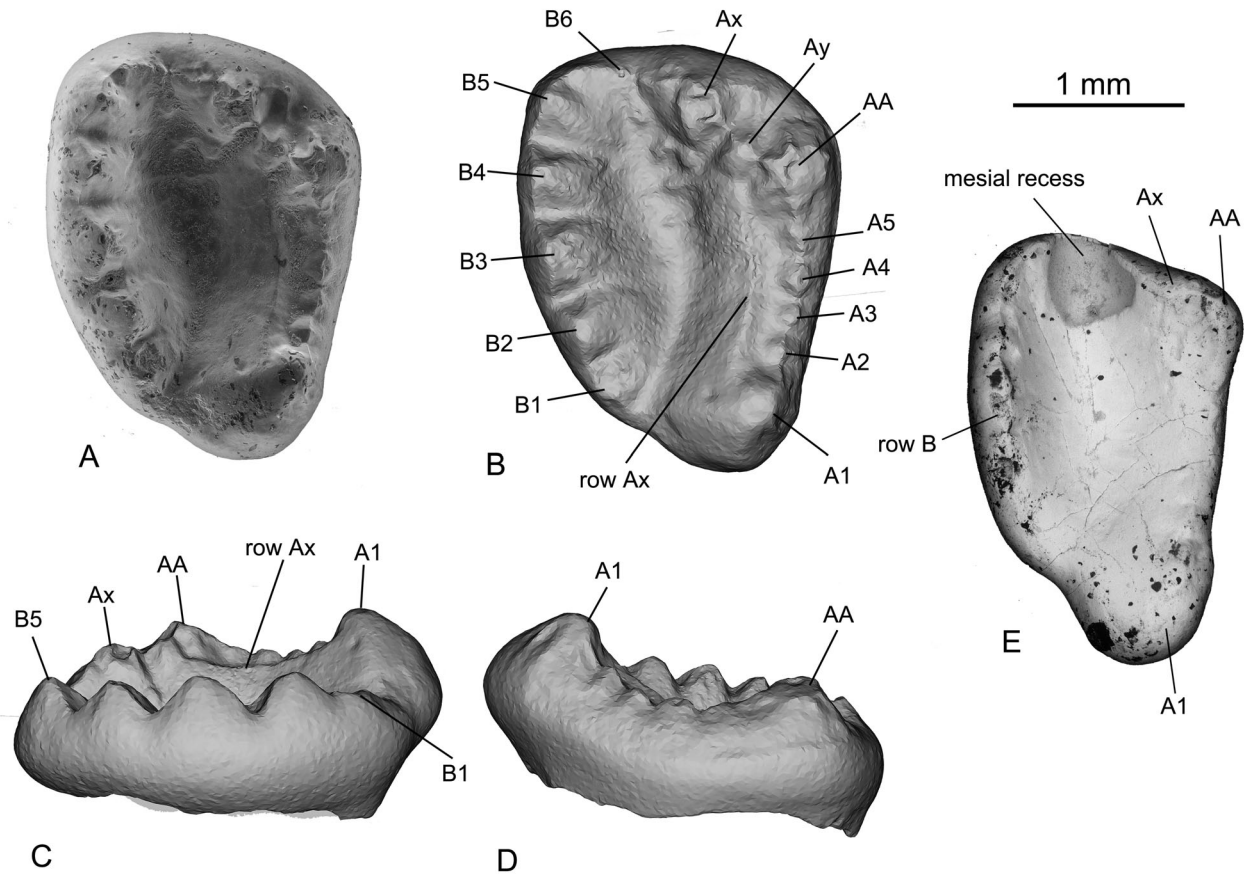 B6
Ax
B5
Ay
AA
B4
A5
B3
A4
A3
B2
A2
B1
A
B
row Ax
A1
1 mm
mesial recess
Ax
AA
row B
E
A1
row Ax
A1
AA
Ax
B5
B1
C
A1
AA
D